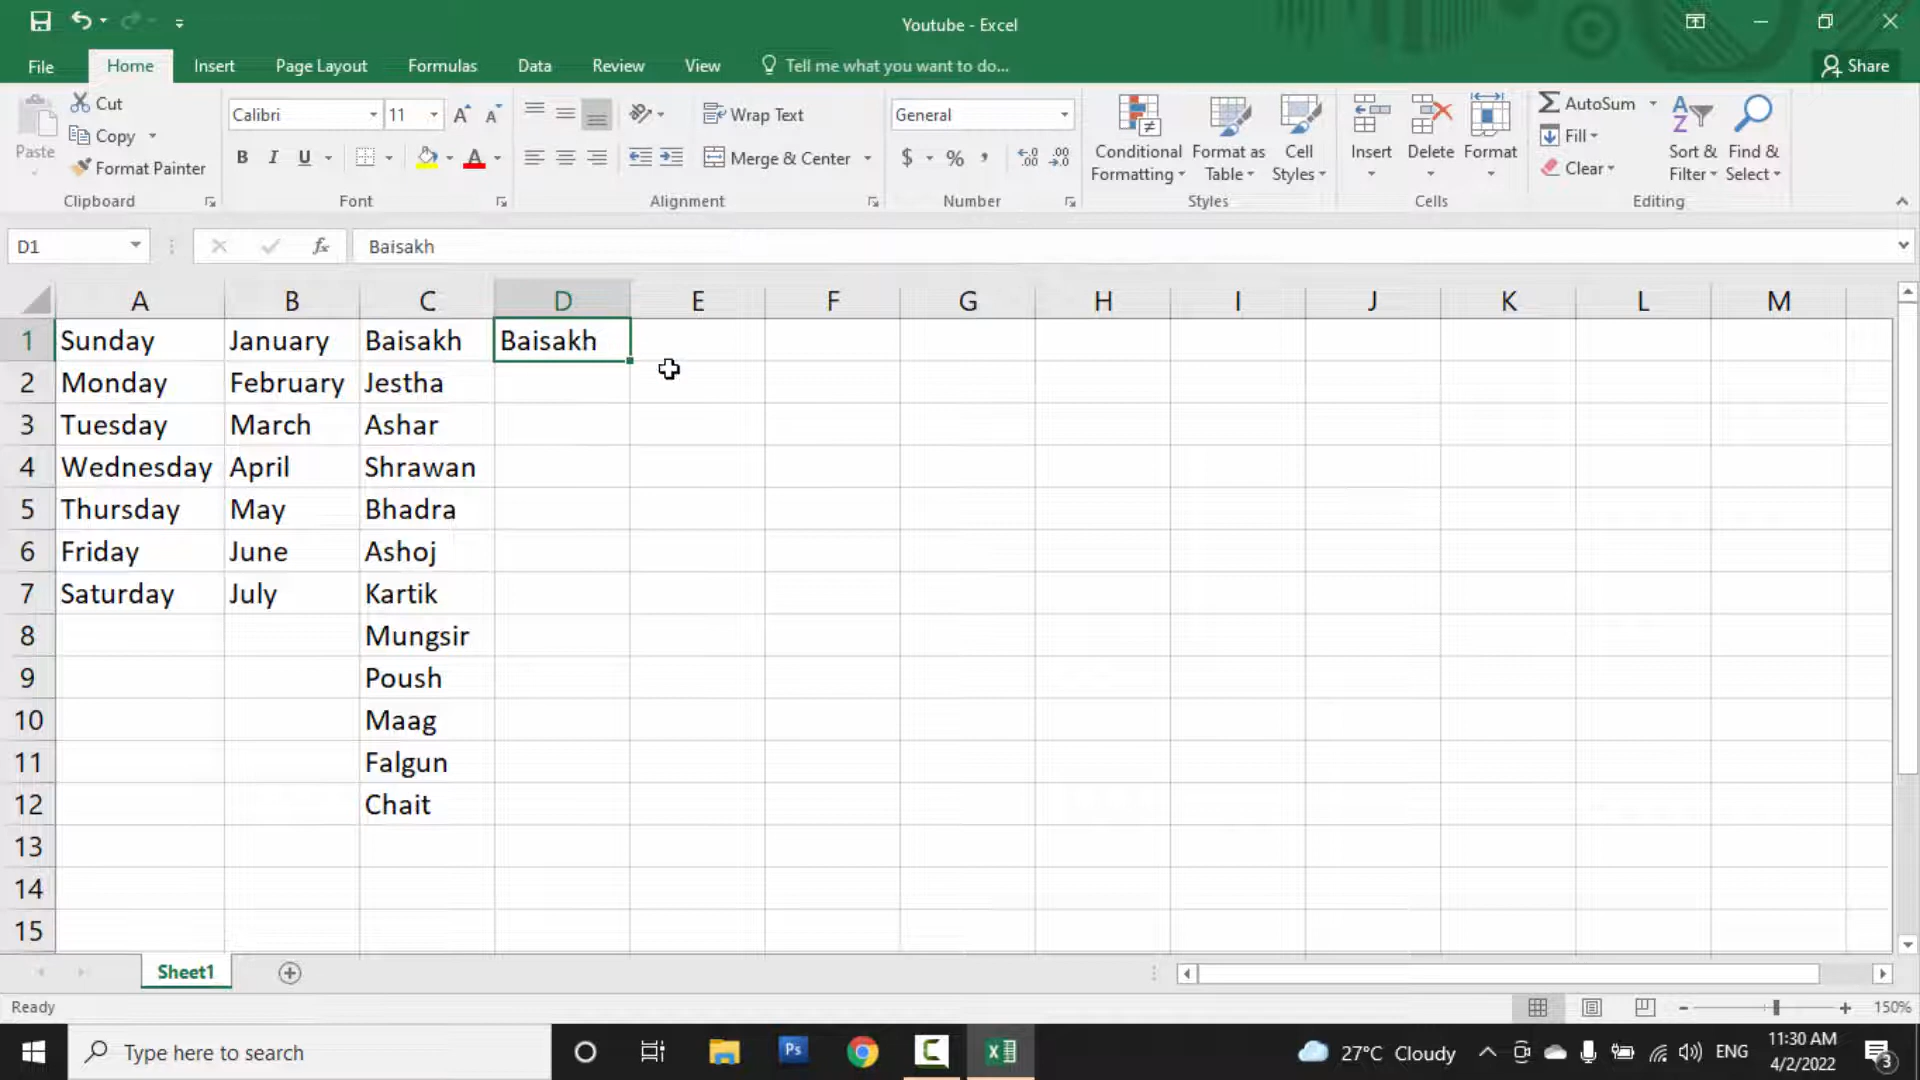 Youtube - Excel
File Home Insert Page Layout Formulas Data Review View Tell me what you want to do... Share
Paste Cut Copy Format Painter
Clipboard
Calibri 11 A A
B I U A
Font
Wrap Text
Merge & Center
Alignment
General
$ % ,
Number
Conditional Formatting Format as Table Cell Styles
Styles
Insert Delete Format
Cells
AutoSum Fill Clear
Sort & Filter Find & Select
Editing
D1 fx Baisakh
A B C D E F G H I J K L M
1 Sunday January Baisakh Baisakh
2 Monday February Jestha
3 Tuesday March Ashar
4 Wednesday April Shrawan
5 Thursday May Bhadra
6 Friday June Ashoj
7 Saturday July Kartik
8 Mungsir
9 Poush
10 Maag
11 Falgun
12 Chait
13
14
15
Sheet1
Ready 150%
Type here to search Ps 27°C Cloudy ENG 11:30 AM 4/2/2022 3